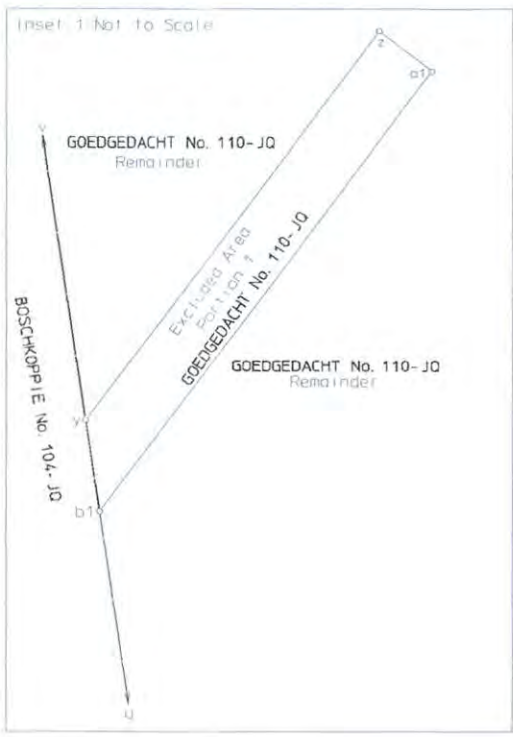 Inset 1 Not to Scale
z
a1
v
GOEDGEDACHT No. 110-JQ
Remainder
Excluded Area
Portion 1
GOEDGEDACHT No. 110-JQ
BOSCHKOPPIE No. 104-JQ
GOEDGEDACHT No. 110-JQ
Remainder
y
b1